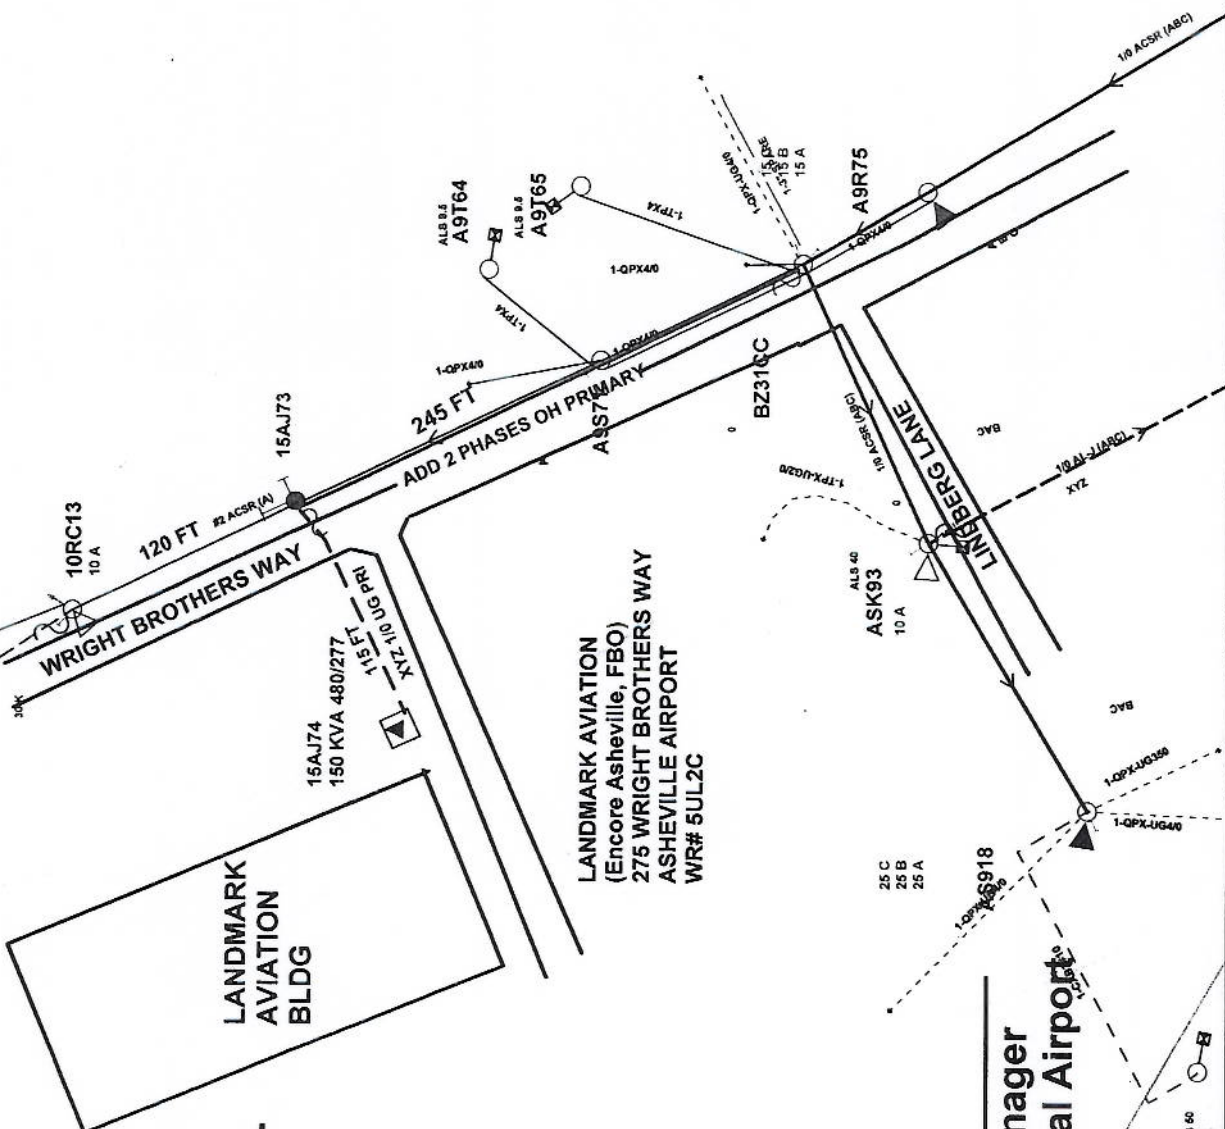 1/0 ACSR (ABC)
1-QPX-UG4/0
15 B
15 A
A9R75
1-QPX4/0
ALS 9.5
A9T64
ALS 9.5
A9T65
1-TPX4
1-QPX4/0
1-TPX4
1-QPX4/0
1-QPX4/0
15AJ73
245 FT
ADD 2 PHASES OH PRIMARY
BZ31CC
10RC13
10 A
120 FT
#2 ACSR (A)
WRIGHT BROTHERS WAY
115 FT
XYZ 1/0 UG PRI
15AJ74
150 KVA 480/277
LANDMARK
AVIATION
BLDG
LANDMARK AVIATION
(Encore Asheville, FBO)
275 WRIGHT BROTHERS WAY
ASHEVILLE AIRPORT
WR# 5UL2C
1-TPX-UG2/0
1/0 ACSR (ABC)
LINDBERG LANE
BAC
XYZ
ALS 40
ASK93
10 A
BAC
1-QPX-UG350
1-QPX-UG4/0
25 C
25 B
25 A
nager
al Airport
50